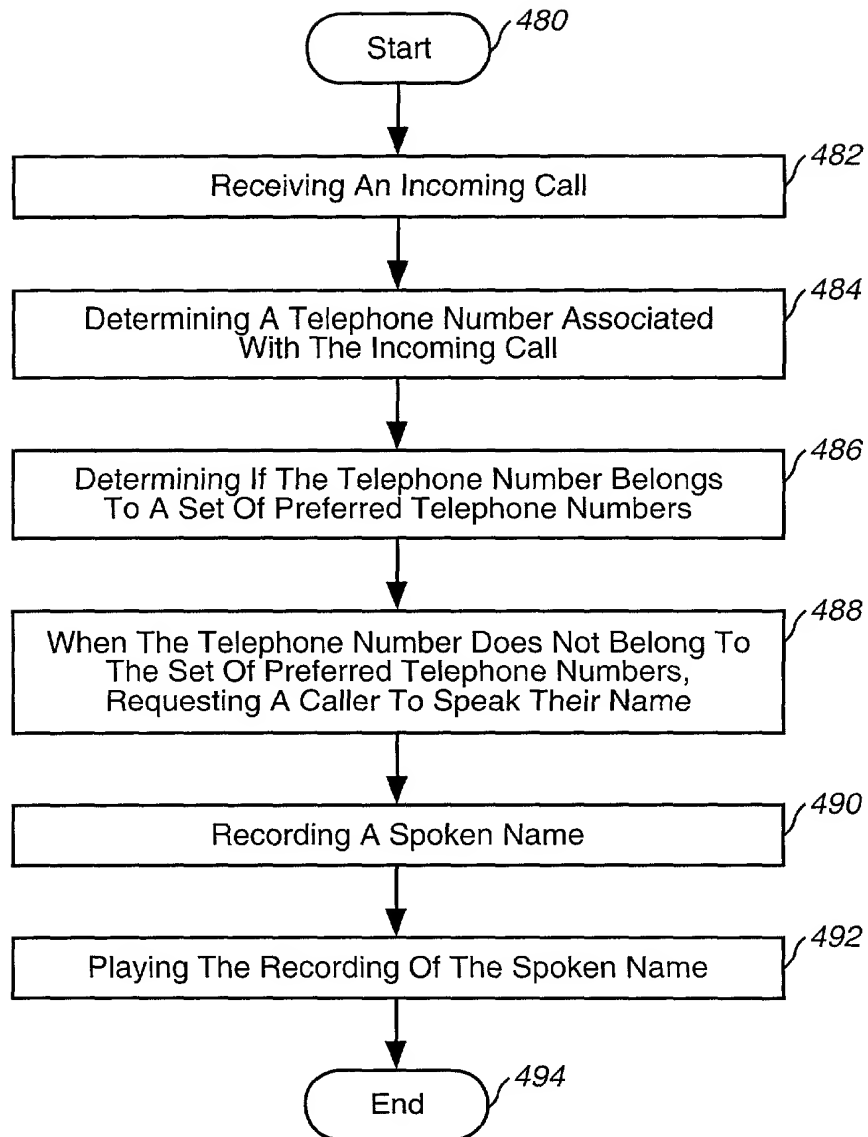 Start
480
Receiving An Incoming Call
482
Determining A Telephone Number Associated
With The Incoming Call
484
Determining If The Telephone Number Belongs
To A Set Of Preferred Telephone Numbers
486
When The Telephone Number Does Not Belong To
The Set Of Preferred Telephone Numbers,
Requesting A Caller To Speak Their Name
488
Recording A Spoken Name
490
Playing The Recording Of The Spoken Name
492
End
494